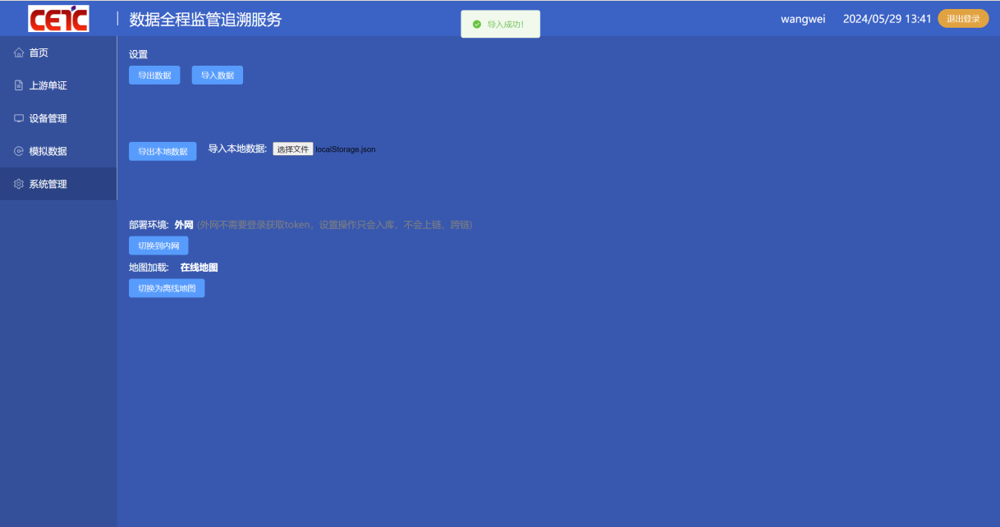 CETC
数据全程监管追溯服务
导入成功!
wangwei 2024/05/29 13:41 退出登录
首页
上游单证
设备管理
模拟数据
系统管理
设置
导出数据 导入数据
导出本地数据 导入本地数据: 选择文件 localStorage.json
部署环境: 外网 (外网不需要登录获取token，设置操作只会入库，不会上链、跨链)
切换到内网
地图加载: 在线地图
切换为离线地图